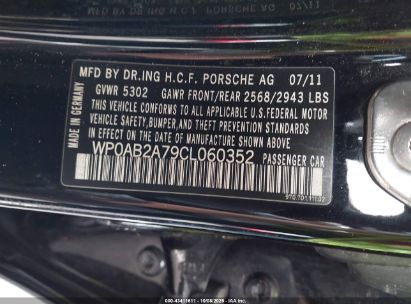 MFD BY DR.ING H.C.F. PORSCHE AG 07/11
GVWR 5302 GAWR FRONT/REAR 2568/2943 LBS
THIS VEHICLE CONFORMS TO ALL APPLICABLE U.S.FEDERAL MOTOR
VEHICLE SAFETY,BUMPER,AND THEFT PREVENTION STANDARDS IN
EFFECT ON THE DATE OF MANUFACTURE SHOWN ABOVE.
WP0AB2A79CL060352 PASSENGER CAR
MADE IN GERMANY